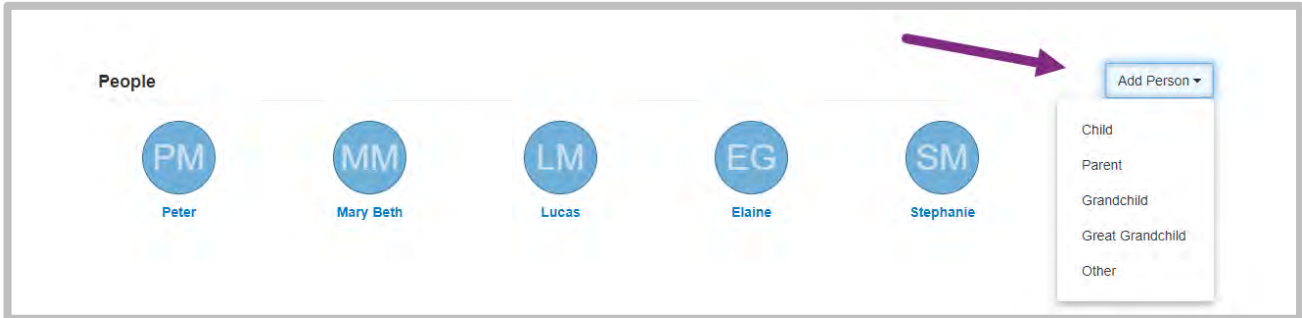 People
Add Person
PM
MM
LM
EG
SM
Peter
Mary Beth
Lucas
Elaine
Stephanie
Child
Parent
Grandchild
Great Grandchild
Other